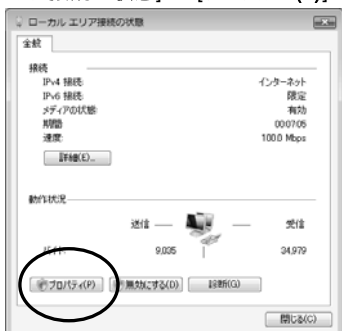 ローカル エリア接続の状態
全般
接続
IPv4 接続: インターネット
IPv6 接続: 限定
メディアの状態: 有効
期間: 00:07:05
速度: 100.0 Mbps
詳細(E)...
動作状況
送信 — — 受信
9,035 | 34,979
プロパティ(P) 無効にする(D) 診断(G)
閉じる(C)